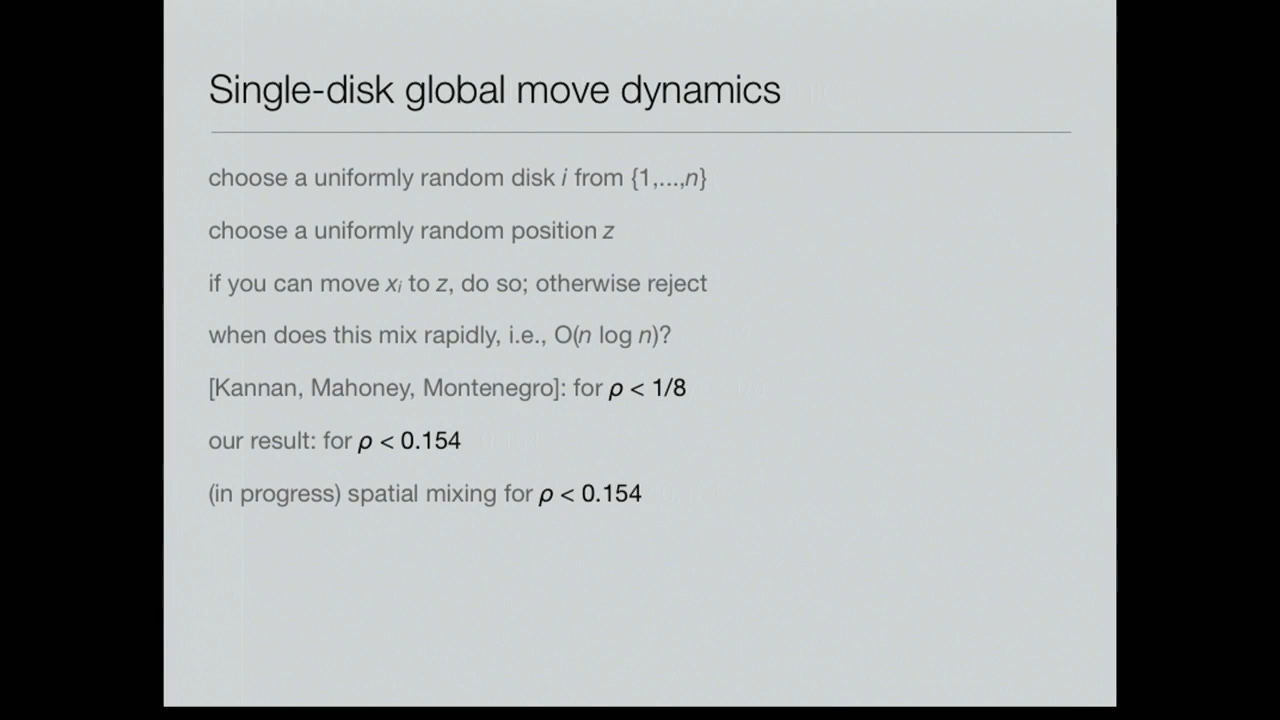 Single-disk global move dynamics
choose a uniformly random disk i from {1,...,n}
choose a uniformly random position z
if you can move xᵢ to z, do so; otherwise reject
when does this mix rapidly, i.e., O(n log n)?
[Kannan, Mahoney, Montenegro]: for ρ < 1/8
our result: for ρ < 0.154
(in progress) spatial mixing for ρ < 0.154